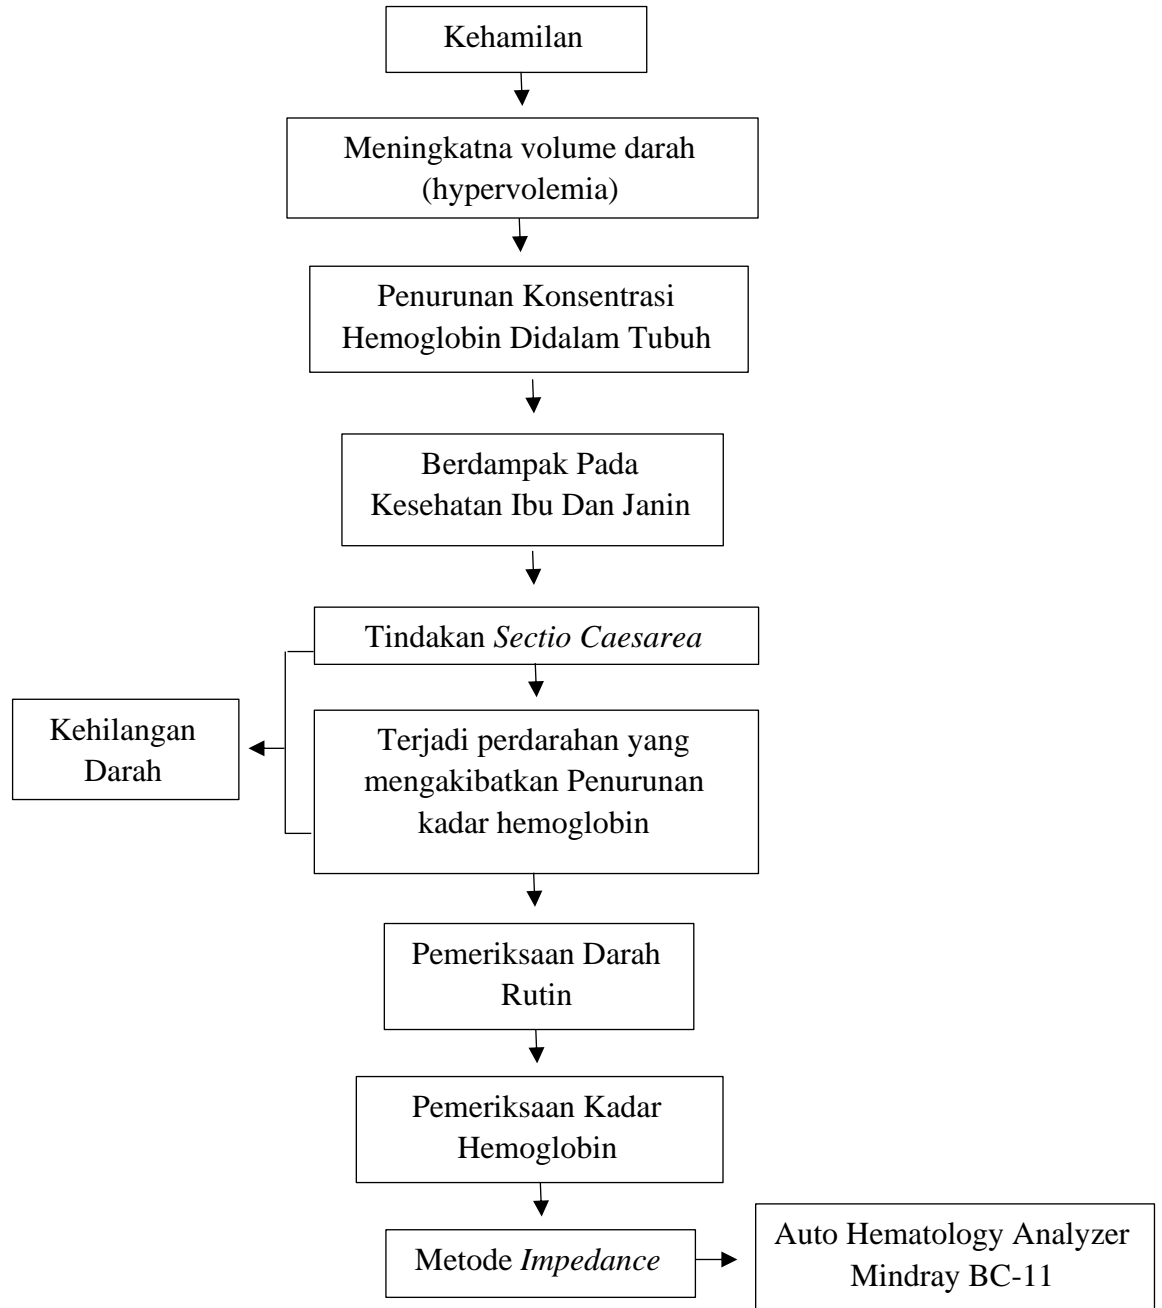 Kehamilan
Meningkatna volume darah
(hypervolemia)
Penurunan Konsentrasi
Hemoglobin Didalam Tubuh
Berdampak Pada
Kesehatan Ibu Dan Janin
Tindakan Sectio Caesarea
Kehilangan
Darah
Terjadi perdarahan yang
mengakibatkan Penurunan
kadar hemoglobin
Pemeriksaan Darah
Rutin
Pemeriksaan Kadar
Hemoglobin
Metode Impedance
Auto Hematology Analyzer
Mindray BC-11